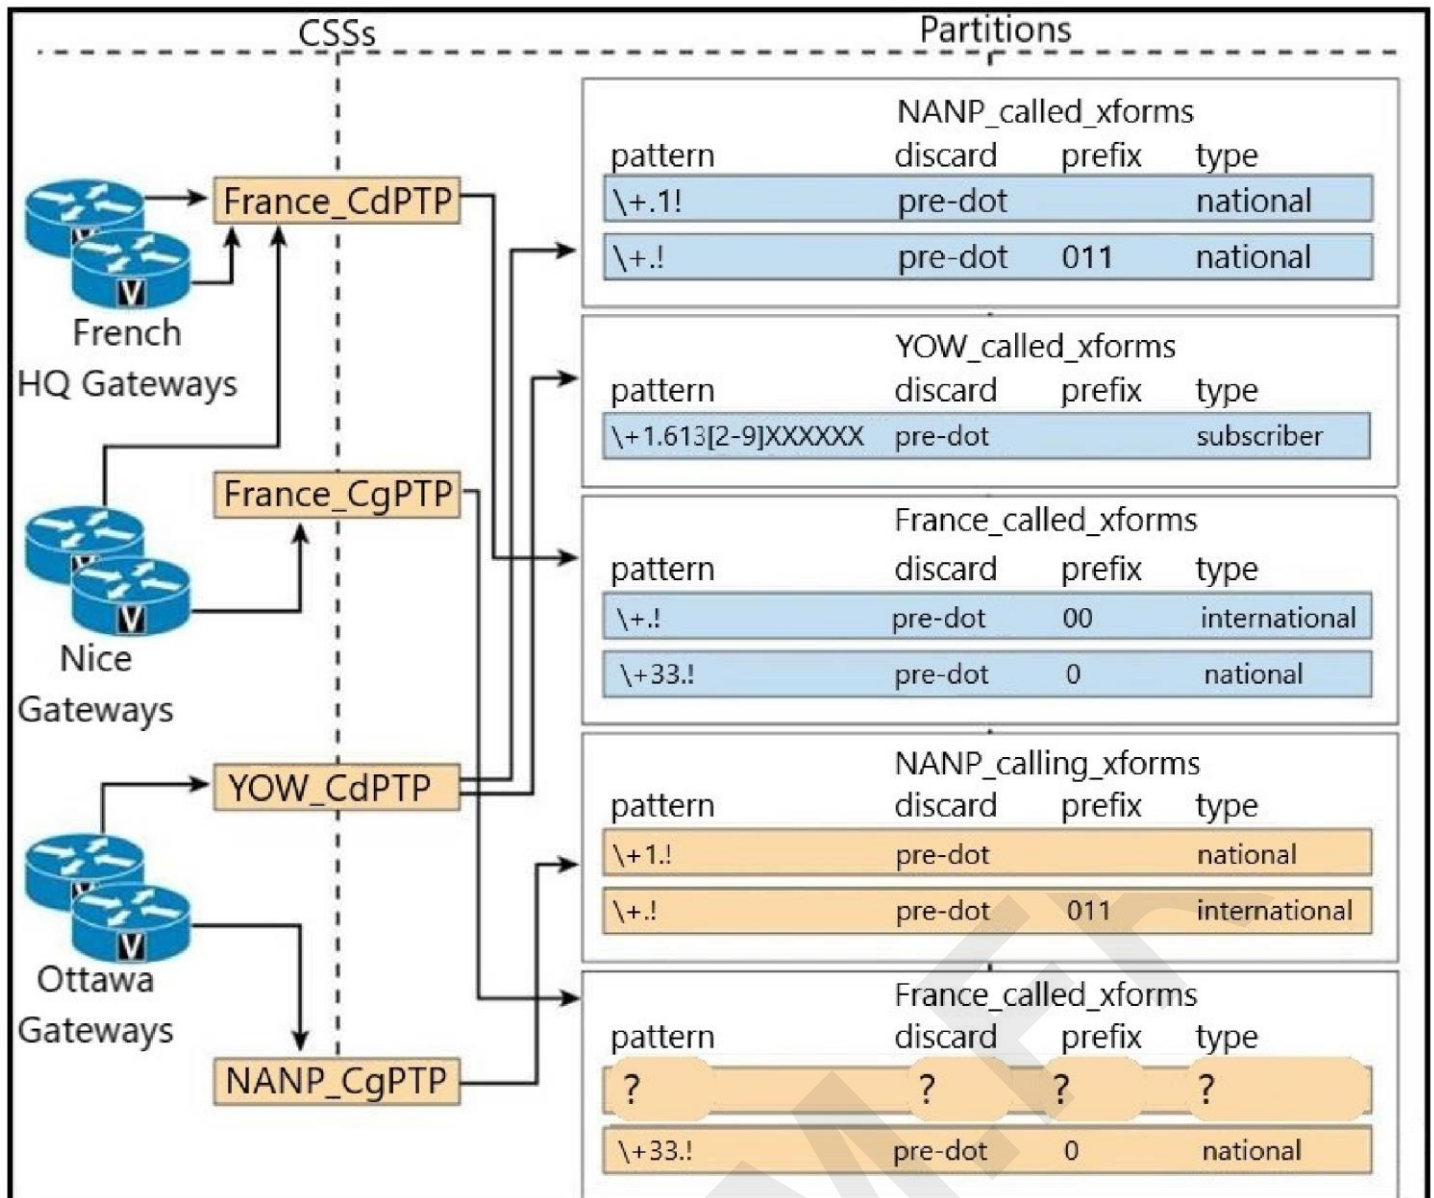 CSSs Partitions
NANP_called_xforms
pattern discard prefix type
\+.1! pre-dot national
\+.! pre-dot 011 national
France_CdPTP
V
V
French
HQ Gateways
YOW_called_xforms
pattern discard prefix type
\+1.613[2-9]XXXXXX pre-dot subscriber
France_CgPTP
V
V
Nice
Gateways
France_called_xforms
pattern discard prefix type
\+.! pre-dot 00 international
\+33.! pre-dot 0 national
YOW_CdPTP
V
V
Ottawa
Gateways
NANP_calling_xforms
pattern discard prefix type
\+1.! pre-dot national
\+.! pre-dot 011 international
NANP_CgPTP
France_called_xforms
pattern discard prefix type
? ? ? ?
\+33.! pre-dot 0 national